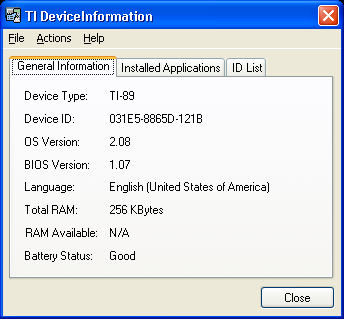 TI DeviceInformation
File Actions Help
General Information Installed Applications ID List
Device Type: TI-89
Device ID: 031E5-8865D-121B
OS Version: 2.08
BIOS Version: 1.07
Language: English (United States of America)
Total RAM: 256 KBytes
RAM Available: N/A
Battery Status: Good
Close